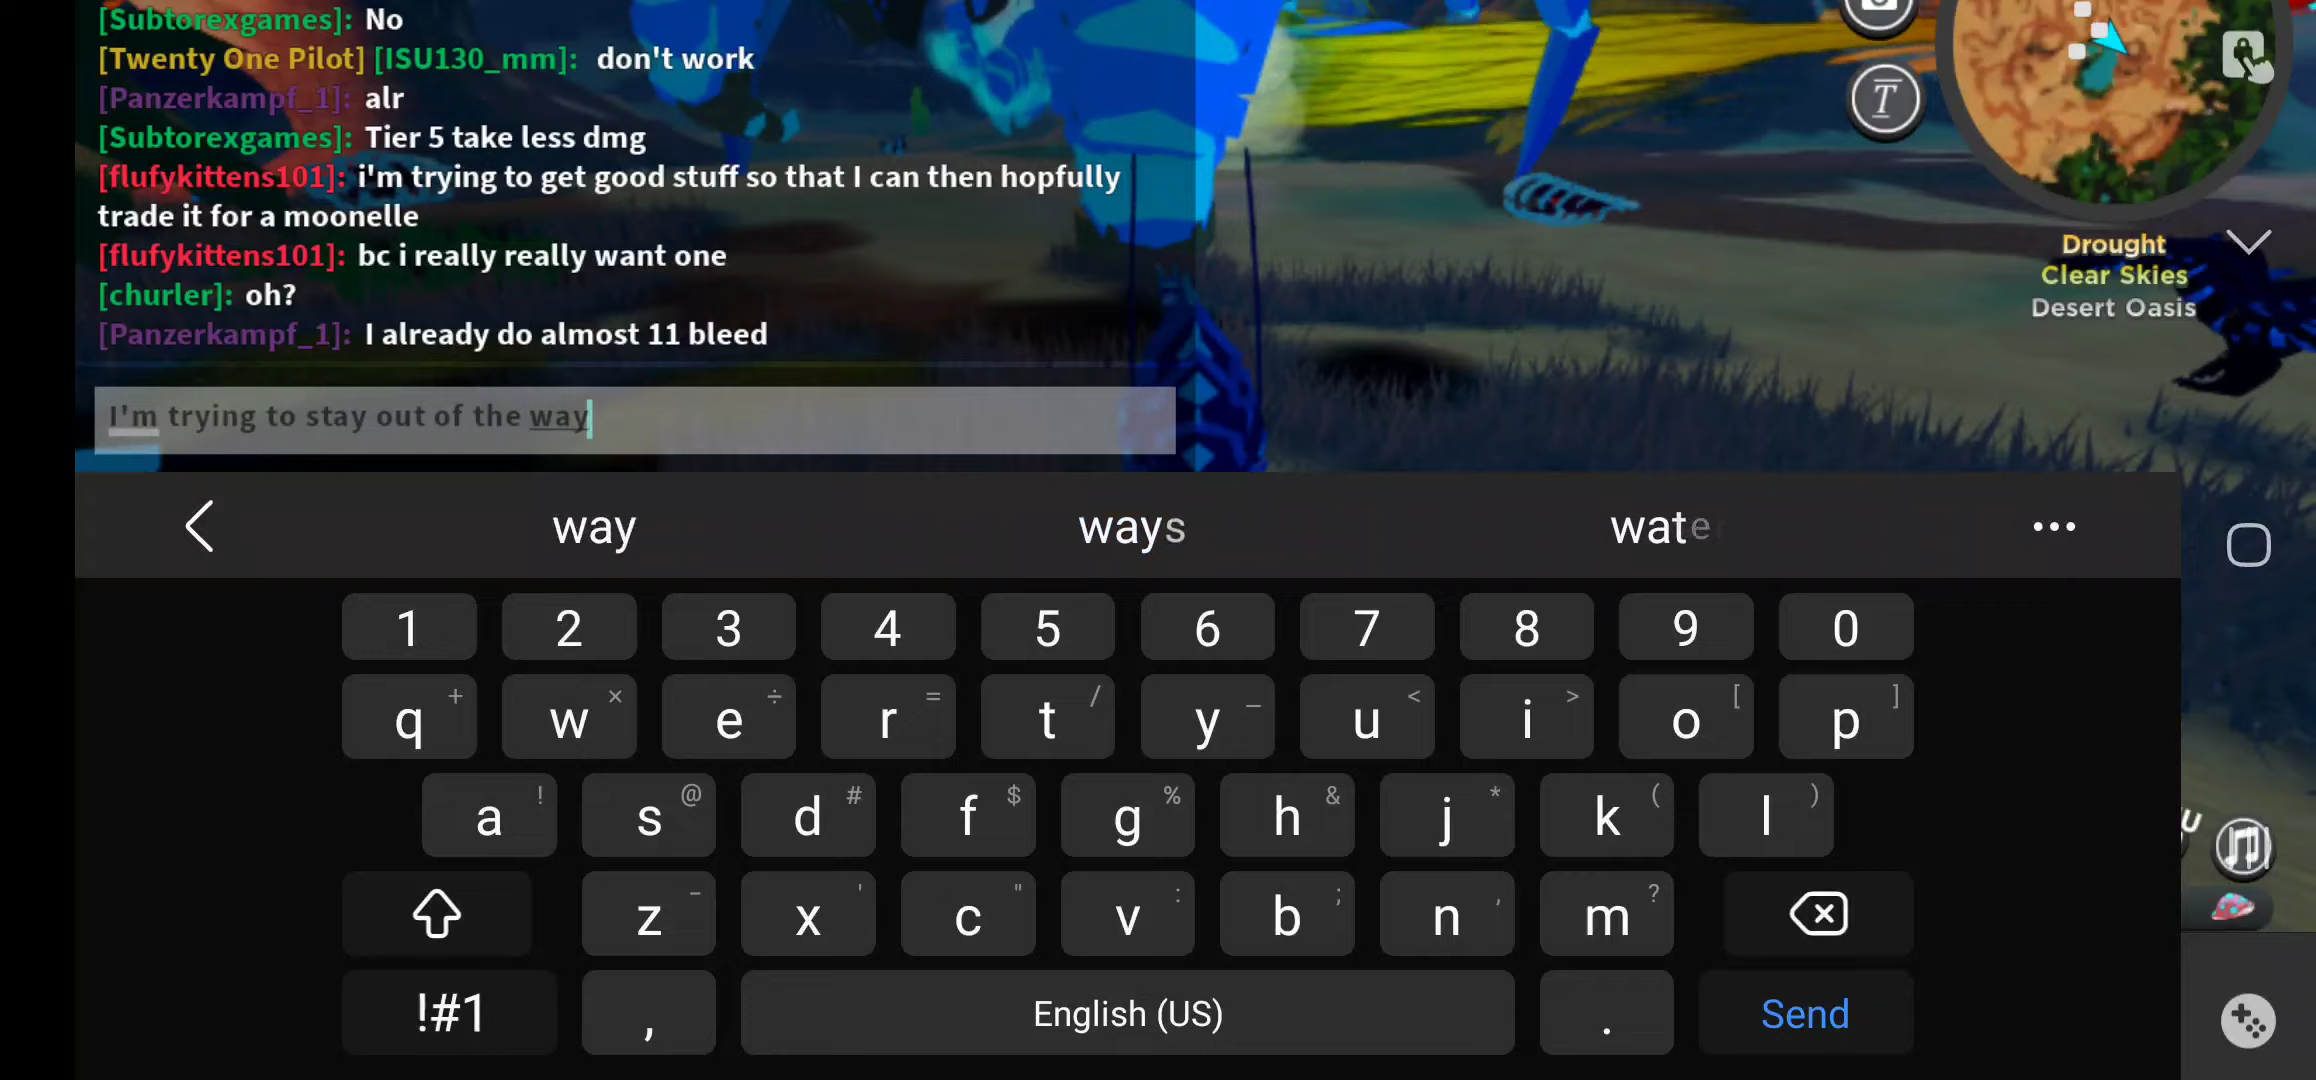 [Subtorexgames]: No
[Twenty One Pilot] [ISU130_mm]: don't work
[Panzerkampf_1]: alr
[Subtorexgames]: Tier 5 take less dmg
[flufykittens101]: i'm trying to get good stuff so that I can then hopfully
trade it for a moonelle
[flufykittens101]: bc i really really want one
[churler]: oh?
[Panzerkampf_1]: I already do almost 11 bleed
I'm trying to stay out of the way
T
Drought
Clear Skies
Desert Oasis
way ways wate
1 2 3 4 5 6 7 8 9 0
q + w × e ÷ r = t / y _ u < i > o [ p ]
a ! s @ d # f $ g % h & j * k ( l )
z - x ' c " v : b ; n , m ?
!#1 , English (US) . Send